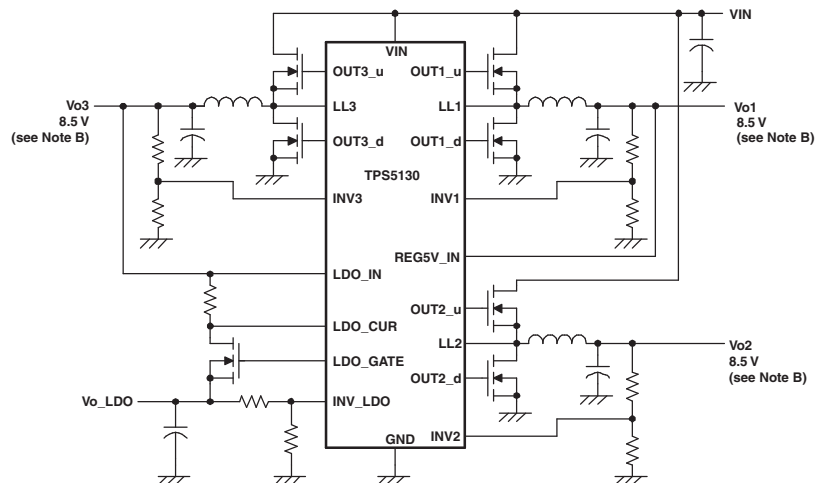 VIN
VIN
OUT3_u
OUT1_u
Vo3
8.5 V
(see Note B)
LL3
LL1
Vo1
8.5 V
(see Note B)
OUT3_d
OUT1_d
TPS5130
INV3
INV1
REG5V_IN
LDO_IN
OUT2_u
LDO_CUR
LL2
Vo2
8.5 V
(see Note B)
LDO_GATE
OUT2_d
Vo_LDO
INV_LDO
INV2
GND